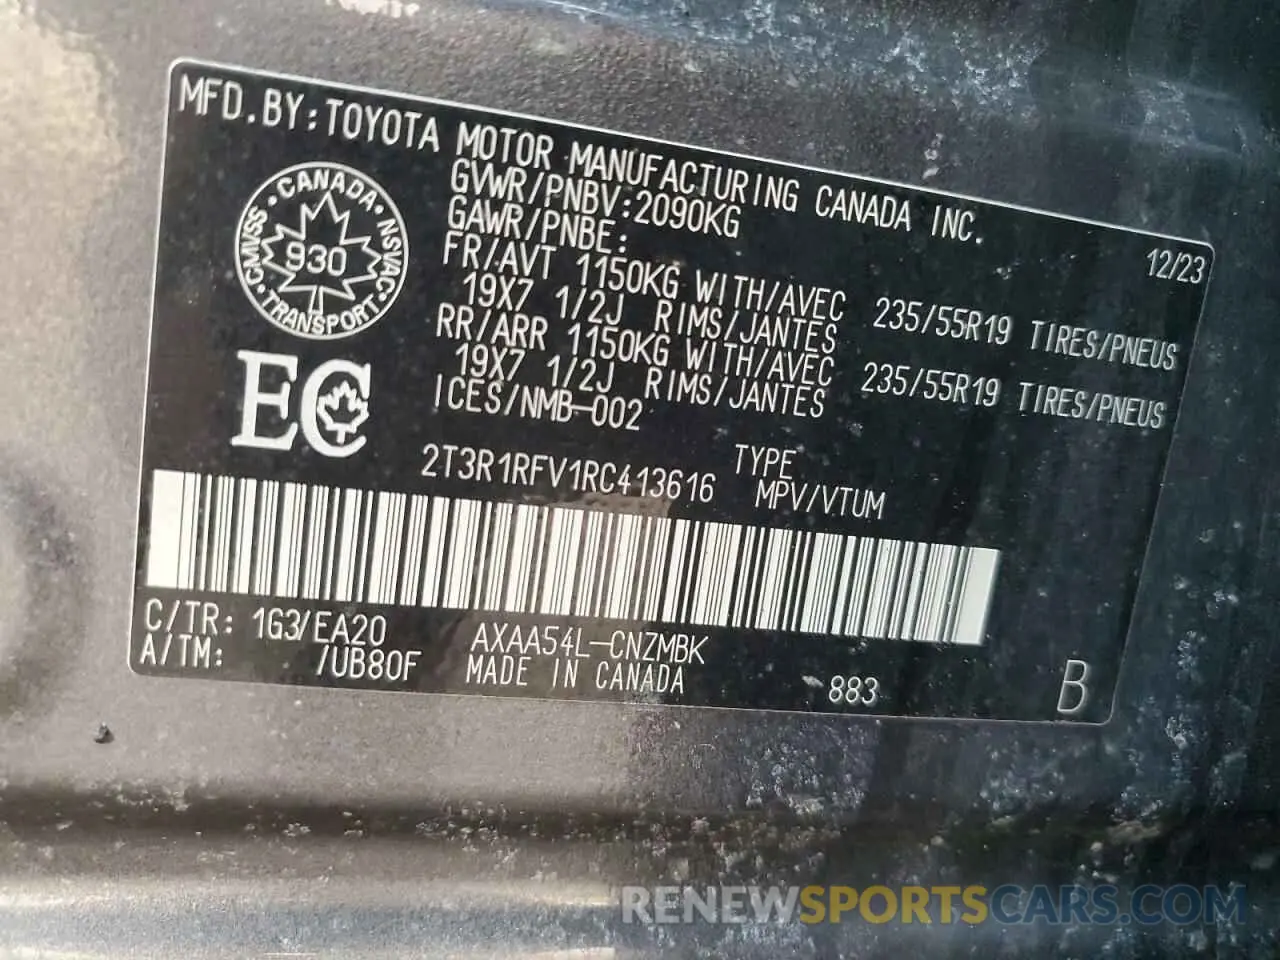 MFD.BY:TOYOTA MOTOR MANUFACTURING CANADA INC.
12/23
CANADA · NSVAC · TRANSPORT · CMVSS
930
GVWR/PNBV:2090KG
GAWR/PNBE:
FR/AVT 1150KG WITH/AVEC 235/55R19 TIRES/PNEUS
19X7 1/2J RIMS/JANTES
RR/ARR 1150KG WITH/AVEC 235/55R19 TIRES/PNEUS
19X7 1/2J RIMS/JANTES
ICES/NMB-002
EC
2T3R1RFV1RC413616
TYPE
MPV/VTUM
C/TR: 1G3/EA20 AXAA54L-CNZMBK
A/TM: /UB80F MADE IN CANADA 883 B
RENEWSPORTSCARS.COM